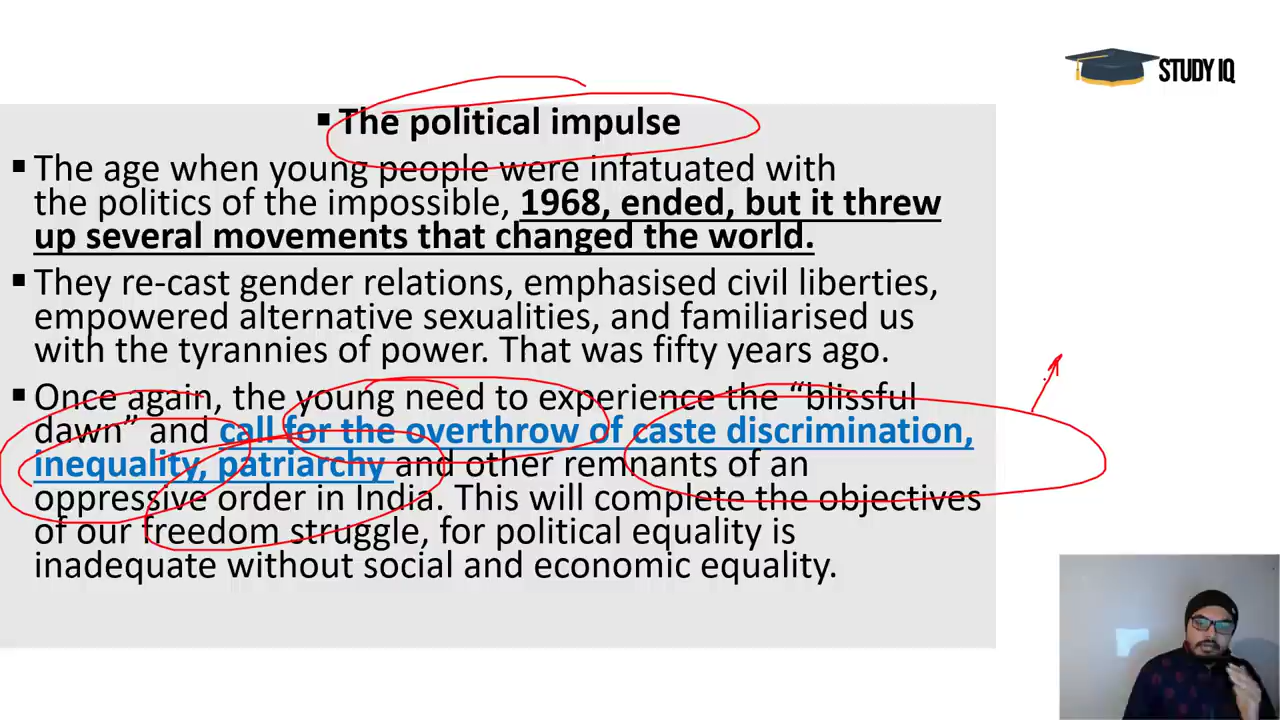 STUDY IQ
▪The political impulse
▪ The age when young people were infatuated with
the politics of the impossible, 1968, ended, but it threw
up several movements that changed the world.
▪ They re-cast gender relations, emphasised civil liberties,
empowered alternative sexualities, and familiarised us
with the tyrannies of power. That was fifty years ago.
▪ Once again, the young need to experience the “blissful
dawn” and call for the overthrow of caste discrimination,
inequality, patriarchy and other remnants of an
oppressive order in India. This will complete the objectives
of our freedom struggle, for political equality is
inadequate without social and economic equality.